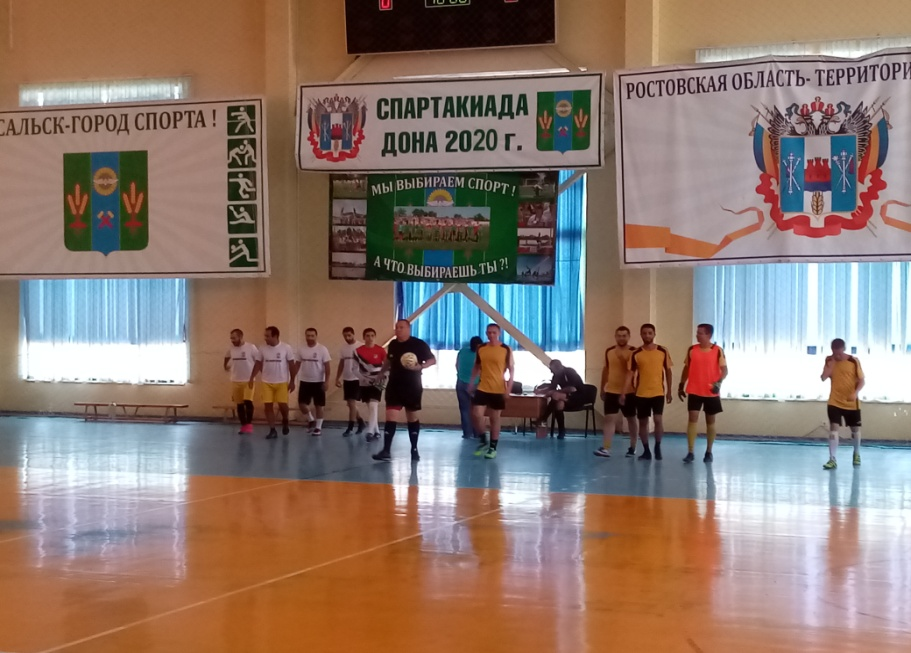 САЛЬСК-ГОРОД СПОРТА !
СПАРТАКИАДА
ДОНА 2020 г.
МЫ ВЫБИРАЕМ СПОРТ !
А ЧТО ВЫБИРАЕШЬ ТЫ ?!
РОСТОВСКАЯ ОБЛАСТЬ- ТЕРРИТОРИ